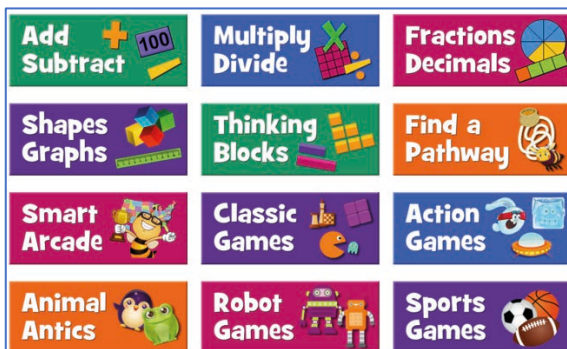 Add
Subtract
100
Multiply
Divide
Fractions
Decimals
Shapes
Graphs
Thinking
Blocks
Find a
Pathway
Smart
Arcade
Classic
Games
Action
Games
Animal
Antics
Robot
Games
Sports
Games